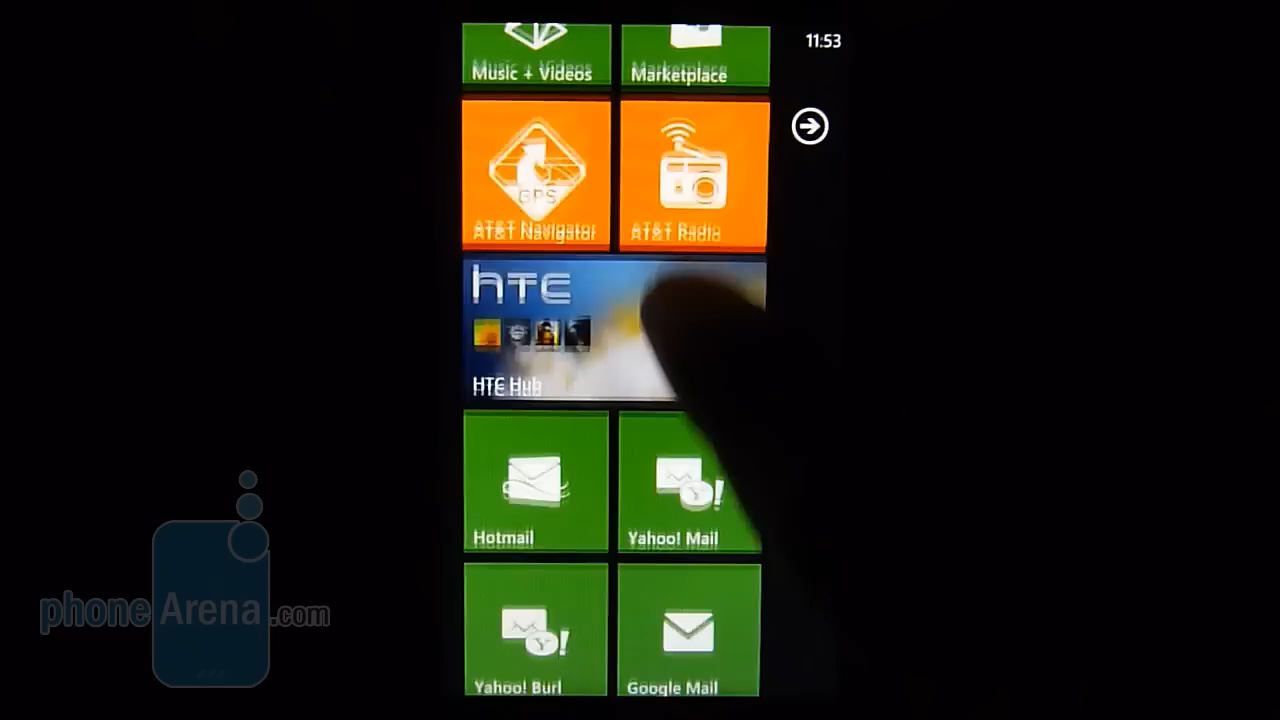 11:53
Music + Videos
Marketplace
GPS
AT&T Navigator
AT&T Radio
hTC
HTC Hub
Hotmail
Yahoo! Mail
Y!
Y!
Yahoo! Burl
Google Mail
phoneArena.com